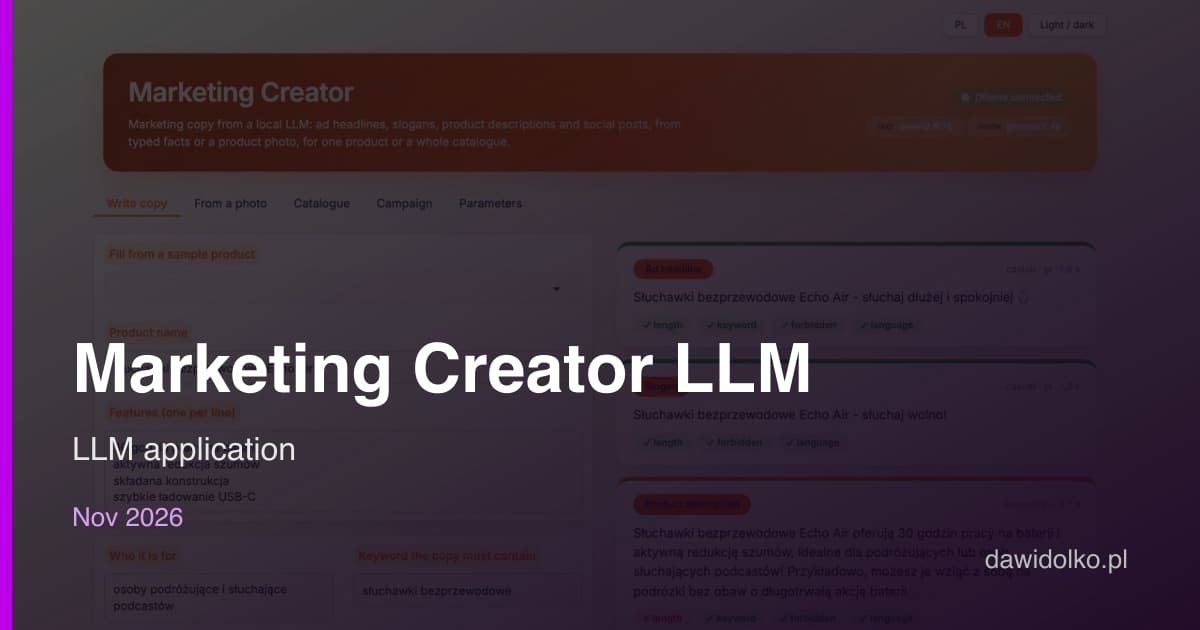 PL EN Light / dark
Marketing Creator
Ollama connected
Marketing copy from a local LLM: ad headlines, slogans, product descriptions and social posts, from
typed facts or a product photo, for one product or a whole catalogue.
Write copy From a photo Catalogue Campaign Parameters
Fill from a sample product
Product name
Features (one per line)
aktywna redukcja szumów
składana konstrukcja
szybkie ładowanie USB-C
Who it is for
osoby podróżujące i słuchające
podcastów
Keyword the copy must contain
słuchawki bezprzewodowe
Ad headline
Słuchawki bezprzewodowe Echo Air - słuchaj dłużej i spokojniej
✓ length ✓ keyword ✓ forbidden ✓ language
Słuchawki bezprzewodowe Echo Air - słuchaj wolno!
✓ length ✓ forbidden ✓ language
Product description
Słuchawki bezprzewodowe Echo Air oferują 30 godzin pracy na baterii i
aktywną redukcję szumów, idealne dla podróżujących lub
słuchających podcastów! Przykładowo, możesz je wziąć z sobą na
podróżki bez obaw o długotrwałą akcję baterii.
× length ✓ keyword ✓ forbidden ✓ language
Marketing Creator LLM
LLM application
Nov 2026
dawidolko.pl